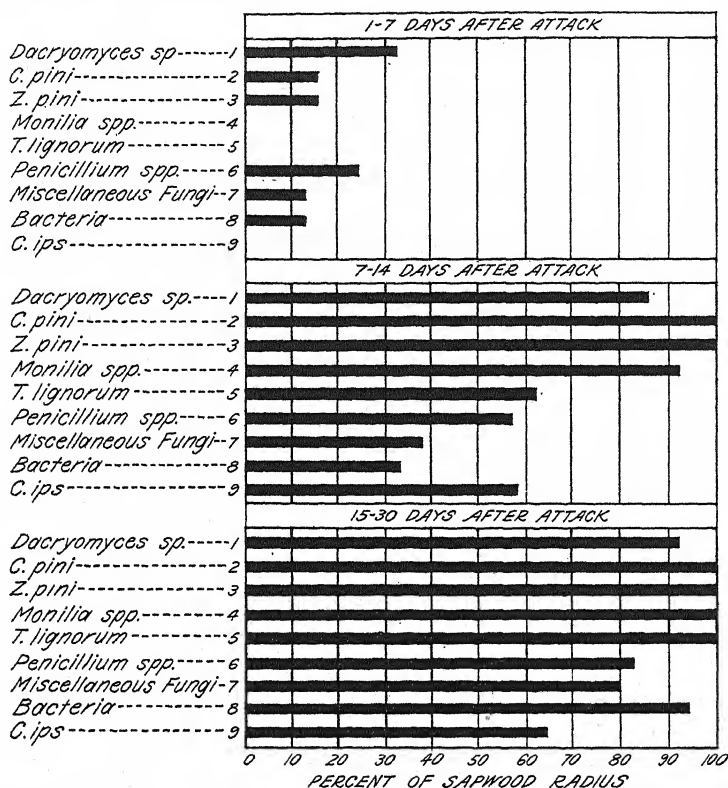 1-7 DAYS AFTER ATTACK
Dacryomyces sp-----1
C. pini----------2
Z. pini----------3
Monilia spp.------4
T. lignorum------5
Penicillium spp.----6
Miscellaneous Fungi--7
Bacteria----------8
C. ips-----------9
7-14 DAYS AFTER ATTACK
Dacryomyces sp.----1
C. pini----------2
Z. pini----------3
Monilia spp.------4
T. lignorum------5
Penicillium spp.----6
Miscellaneous Fungi--7
Bacteria----------8
C. ips-----------9
15-30 DAYS AFTER ATTACK
Dacryomyces sp.----1
C. pini----------2
Z. pini----------3
Monilia spp.------4
T. lignorum------5
Penicillium spp.----6
Miscellaneous Fungi-7
Bacteria----------8
C. ips-----------9
0 10 20 30 40 50 60 70 80 90 100
PERCENT OF SAPWOOD RADIUS